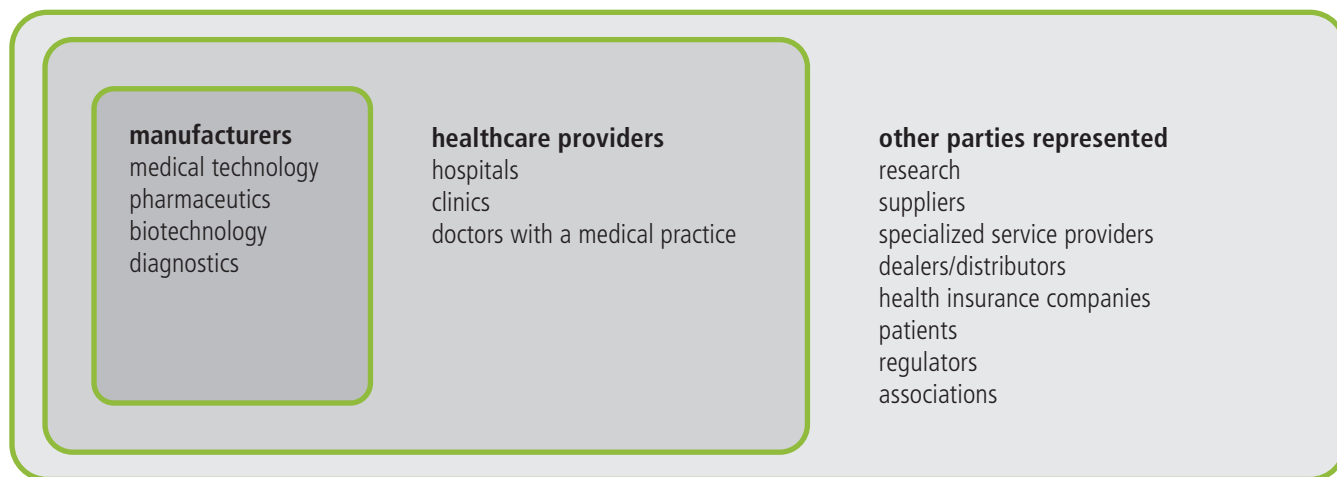 manufacturers
medical technology
pharmaceutics
biotechnology
diagnostics
healthcare providers
hospitals
clinics
doctors with a medical practice
other parties represented
research
suppliers
specialized service providers
dealers/distributors
health insurance companies
patients
regulators
associations